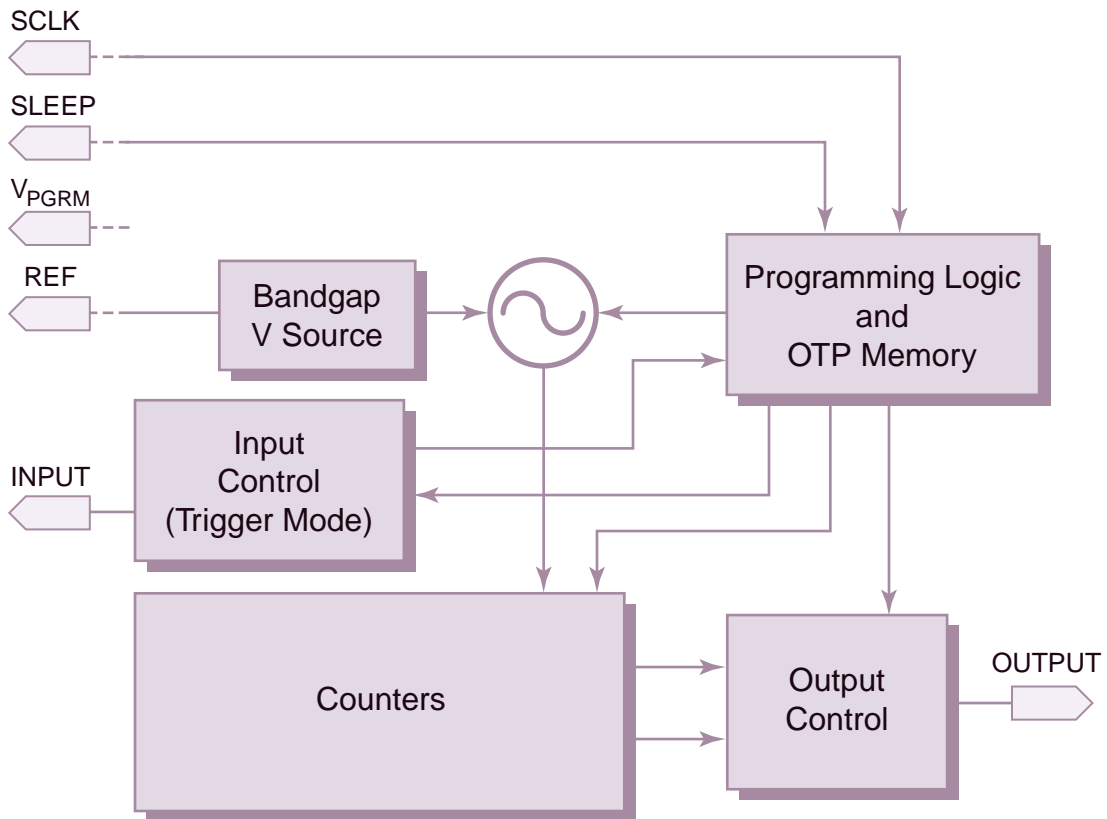 SCLK
SLEEP
VPGRM
REF
Bandgap
V Source
Programming Logic
and
OTP Memory
INPUT
Input
Control
(Trigger Mode)
Counters
Output
Control
OUTPUT